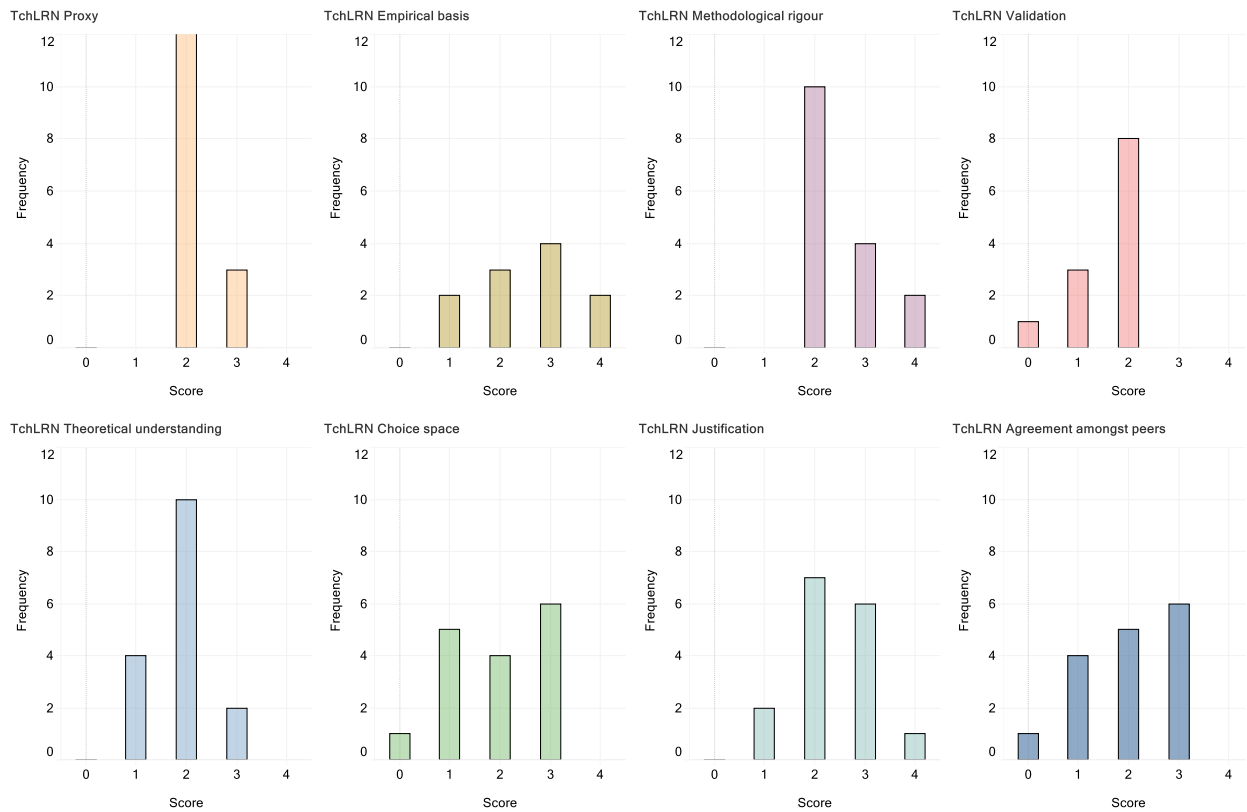 TchLRN Proxy
12
10
8
6
4
2
0
Frequency
0 1 2 3 4
Score
TchLRN Empirical basis
12
10
8
6
4
2
0
Frequency
0 1 2 3 4
Score
TchLRN Methodological rigour
12
10
8
6
4
2
0
Frequency
0 1 2 3 4
Score
TchLRN Validation
12
10
8
6
4
2
0
Frequency
0 1 2 3 4
Score
TchLRN Theoretical understanding
12
10
8
6
4
2
0
Frequency
0 1 2 3 4
Score
TchLRN Choice space
12
10
8
6
4
2
0
Frequency
0 1 2 3 4
Score
TchLRN Justification
12
10
8
6
4
2
0
Frequency
0 1 2 3 4
Score
TchLRN Agreement amongst peers
12
10
8
6
4
2
0
Frequency
0 1 2 3 4
Score